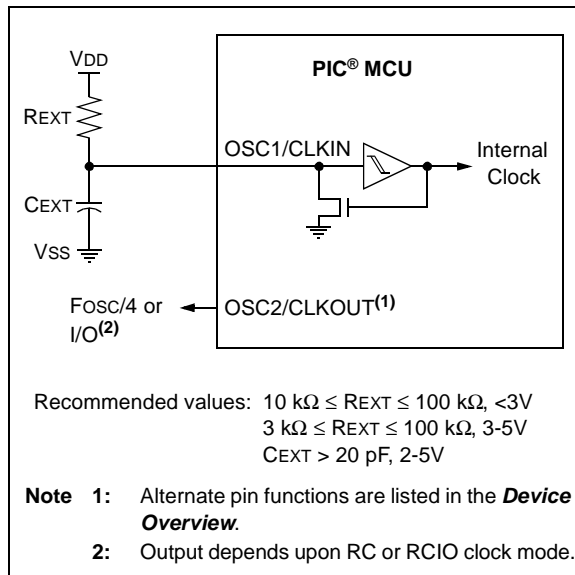 VDD
PIC® MCU
REXT
OSC1/CLKIN
Internal
Clock
CEXT
VSS
FOSC/4 or
I/O(2)
OSC2/CLKOUT(1)
Recommended values: 10 kΩ ≤ REXT ≤ 100 kΩ, <3V
3 kΩ ≤ REXT ≤ 100 kΩ, 3-5V
CEXT > 20 pF, 2-5V
Note 1: Alternate pin functions are listed in the Device
Overview.
2: Output depends upon RC or RCIO clock mode.